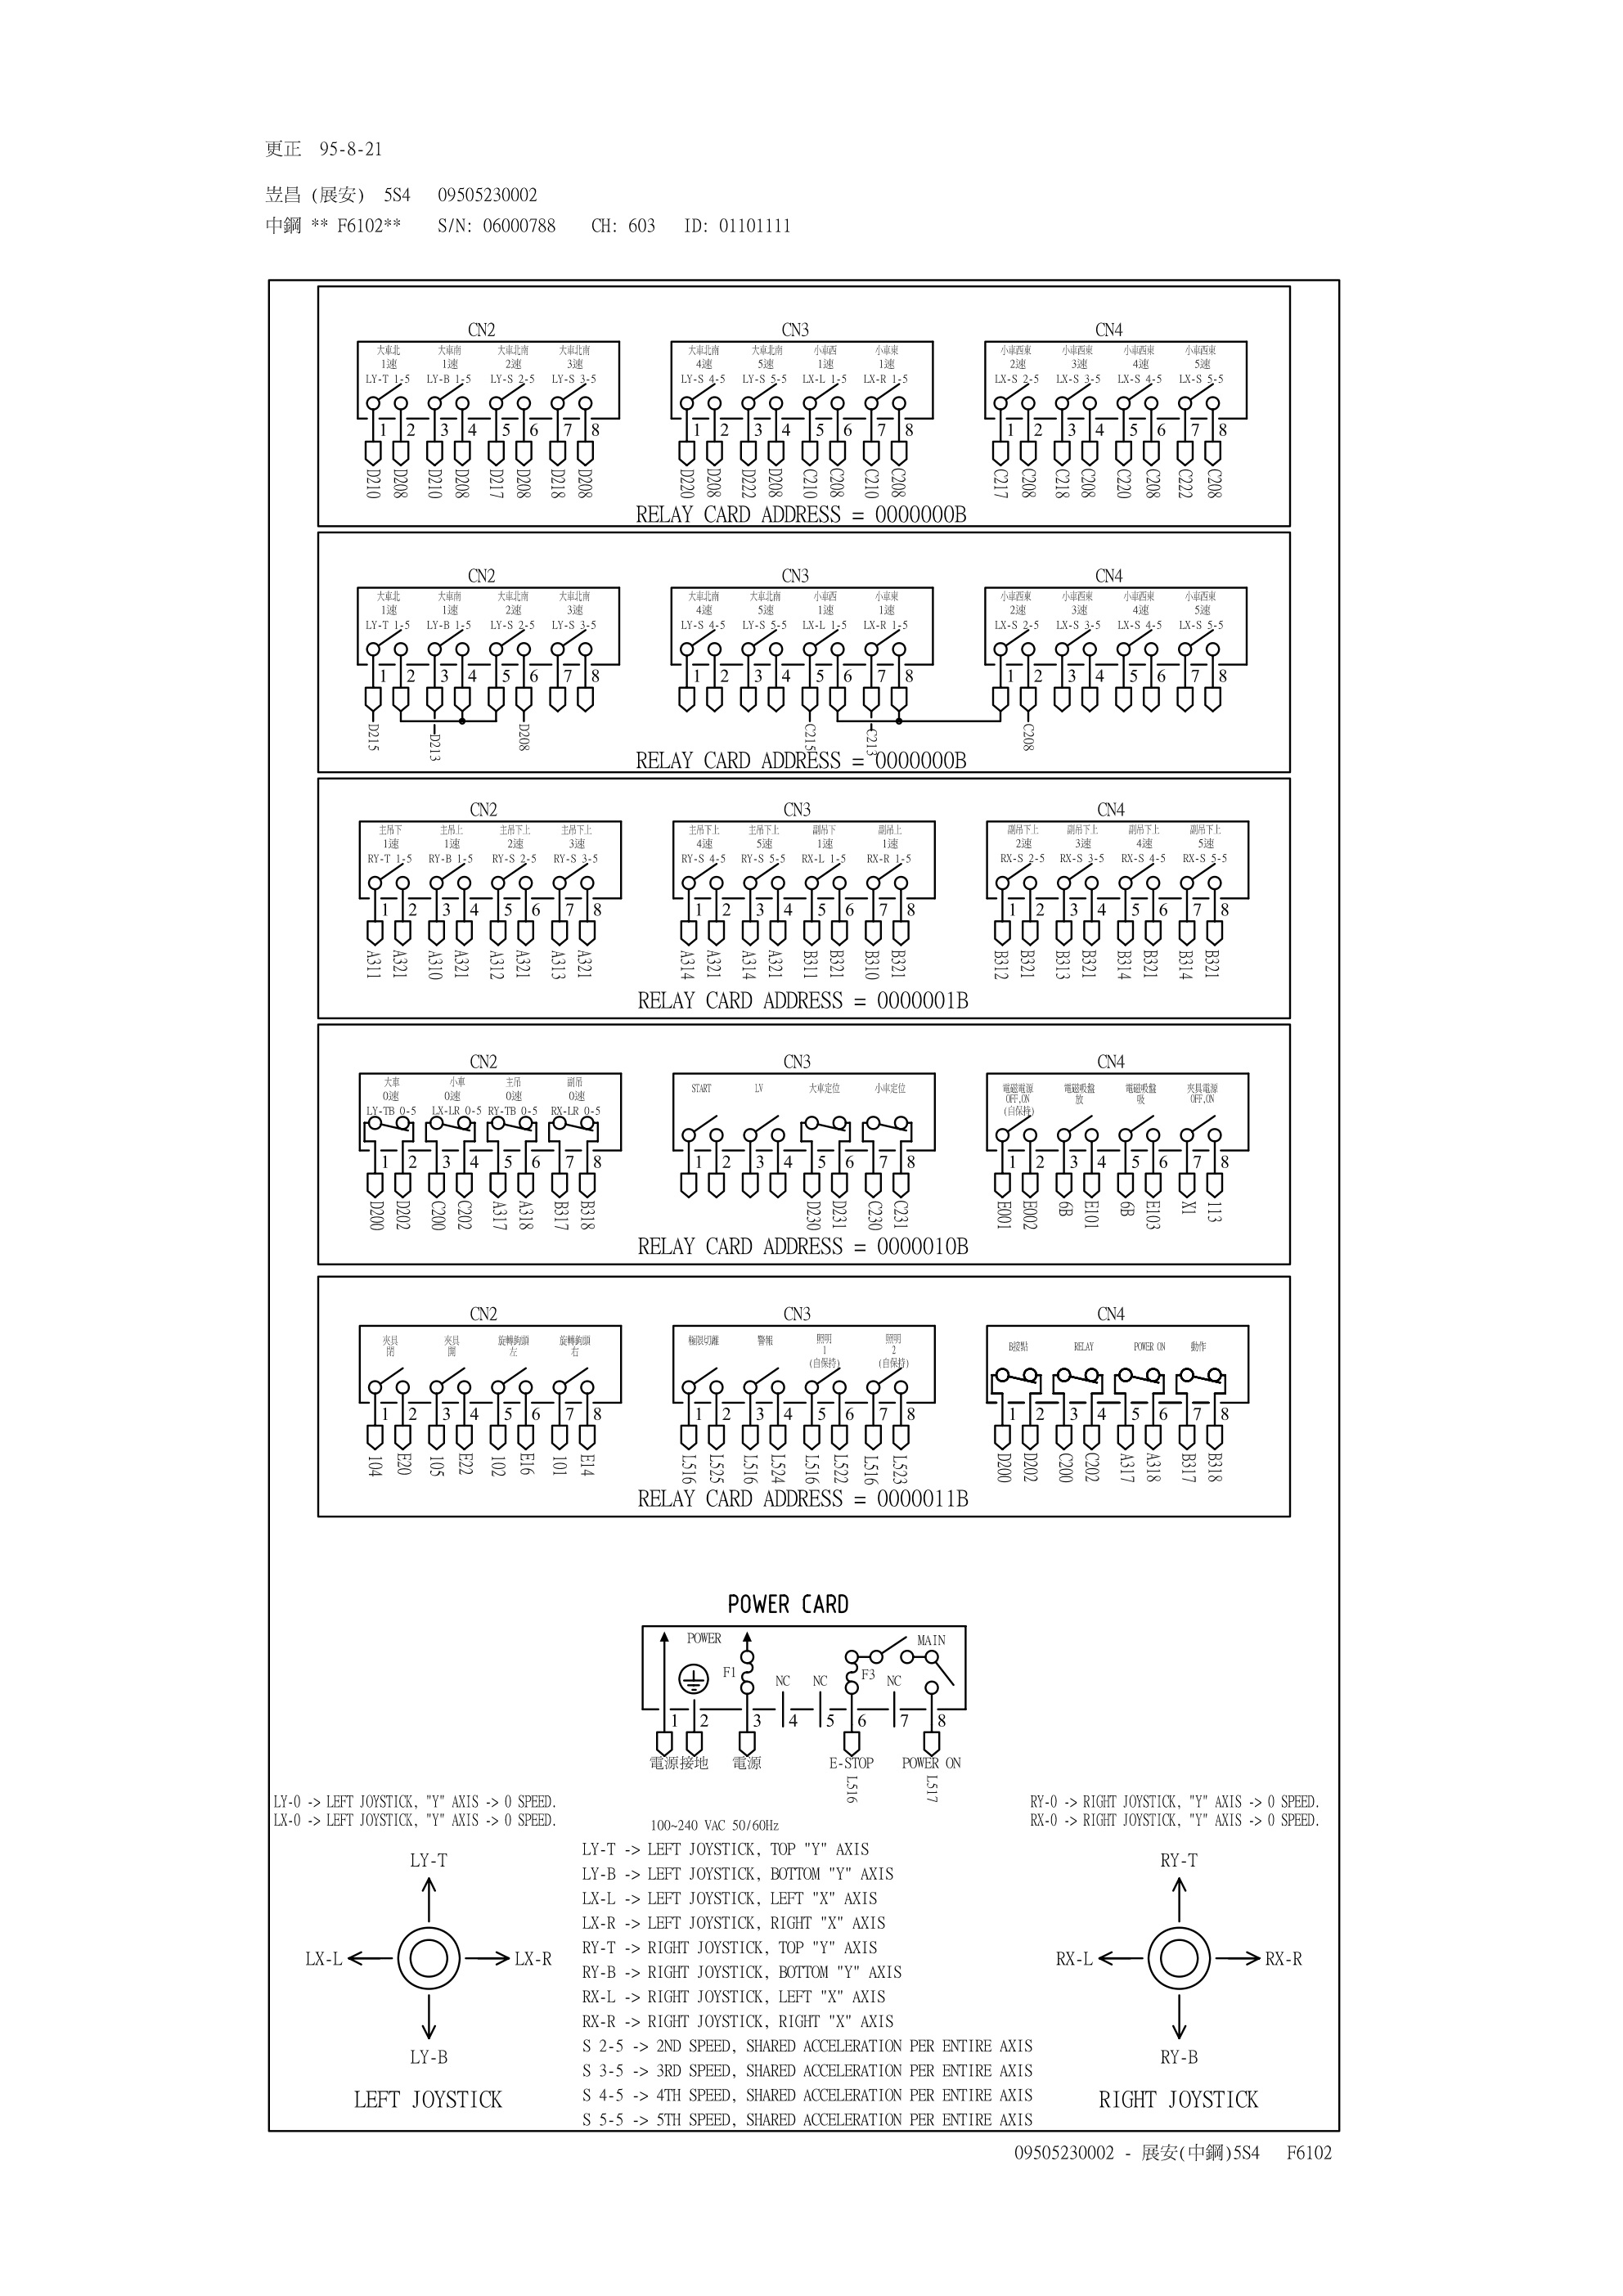 更正 95-8-21
岦昌 (展安) 5S4 09505230002
中鋼 ** F6102** S/N: 06000788 CH: 603 ID: 01101111
CN2 CN3 CN4
大車北 大車南 大車北南 大車北南 大車北南 大車北南 小車西 小車東 小車西東 小車西東 小車西東 小車西東
1速 1速 2速 3速 4速 5速 1速 1速 2速 3速 4速 5速
LY-T 1-5 LY-B 1-5 LY-S 2-5 LY-S 3-5 LY-S 4-5 LY-S 5-5 LX-L 1-5 LX-R 1-5 LX-S 2-5 LX-S 3-5 LX-S 4-5 LX-S 5-5
1 2 3 4 5 6 7 8 1 2 3 4 5 6 7 8 1 2 3 4 5 6 7 8
D210 D208 D210 D208 D217 D208 D218 D208 D220 D208 D222 D208 C210 C208 C210 C208 C217 C208 C218 C208 C220 C208 C222 C208
RELAY CARD ADDRESS = 0000000B
CN2 CN3 CN4
大車北 大車南 大車北南 大車北南 大車北南 大車北南 小車西 小車東 小車西東 小車西東 小車西東 小車西東
1速 1速 2速 3速 4速 5速 1速 1速 2速 3速 4速 5速
LY-T 1-5 LY-B 1-5 LY-S 2-5 LY-S 3-5 LY-S 4-5 LY-S 5-5 LX-L 1-5 LX-R 1-5 LX-S 2-5 LX-S 3-5 LX-S 4-5 LX-S 5-5
1 2 3 4 5 6 7 8 1 2 3 4 5 6 7 8 1 2 3 4 5 6 7 8
D215 D213 D208 C215 C213 C208
RELAY CARD ADDRESS = 0000000B
CN2 CN3 CN4
主吊下 主吊上 主吊下上 主吊下上 主吊下上 主吊下上 副吊下 副吊上 副吊下上 副吊下上 副吊下上 副吊下上
1速 1速 2速 3速 4速 5速 1速 1速 2速 3速 4速 5速
RY-T 1-5 RY-B 1-5 RY-S 2-5 RY-S 3-5 RY-S 4-5 RY-S 5-5 RX-L 1-5 RX-R 1-5 RX-S 2-5 RX-S 3-5 RX-S 4-5 RX-S 5-5
1 2 3 4 5 6 7 8 1 2 3 4 5 6 7 8 1 2 3 4 5 6 7 8
A311 A321 A310 A321 A312 A321 A313 A321 A314 A321 A314 A321 B311 B321 B310 B321 B312 B321 B313 B321 B314 B321 B314 B321
RELAY CARD ADDRESS = 0000001B
CN2 CN3 CN4
大車 小車 主吊 副吊 START LV 大車定位 小車定位 電磁電源 電磁吸盤 電磁吸盤 夾具電源
0速 0速 0速 0速 OFF,ON 放 吸 OFF,ON
LY-TB 0-5 LX-LR 0-5 RY-TB 0-5 RX-LR 0-5 (自保持)
1 2 3 4 5 6 7 8 1 2 3 4 5 6 7 8 1 2 3 4 5 6 7 8
D200 D202 C200 C202 A317 A318 B317 B318 D230 D231 C230 C231 E001 E002 6B E101 6B E103 X1 113
RELAY CARD ADDRESS = 0000010B
CN2 CN3 CN4
夾具 夾具 旋轉鉤頭 旋轉鉤頭 極限切離 警報 照明 照明 B接點 RELAY POWER ON 動作
閉 開 左 右 1 2
(自保持) (自保持)
1 2 3 4 5 6 7 8 1 2 3 4 5 6 7 8 1 2 3 4 5 6 7 8
104 E20 105 E22 102 E16 101 E14 L516 L525 L516 L524 L516 L522 L516 L523 D200 D202 C200 C202 A317 A318 B317 B318
RELAY CARD ADDRESS = 0000011B
POWER CARD
POWER MAIN
F1 NC NC F3 NC
1 2 3 4 5 6 7 8
電源 接地 電源 E-STOP POWER ON
L516 L517
LY-0 -> LEFT JOYSTICK, "Y" AXIS -> 0 SPEED.
LX-0 -> LEFT JOYSTICK, "Y" AXIS -> 0 SPEED.
RY-0 -> RIGHT JOYSTICK, "Y" AXIS -> 0 SPEED.
RX-0 -> RIGHT JOYSTICK, "Y" AXIS -> 0 SPEED.
100~240 VAC 50/60Hz
LY-T -> LEFT JOYSTICK, TOP "Y" AXIS
LY-B -> LEFT JOYSTICK, BOTTOM "Y" AXIS
LX-L -> LEFT JOYSTICK, LEFT "X" AXIS
LX-R -> LEFT JOYSTICK, RIGHT "X" AXIS
RY-T -> RIGHT JOYSTICK, TOP "Y" AXIS
RY-B -> RIGHT JOYSTICK, BOTTOM "Y" AXIS
RX-L -> RIGHT JOYSTICK, LEFT "X" AXIS
RX-R -> RIGHT JOYSTICK, RIGHT "X" AXIS
S 2-5 -> 2ND SPEED, SHARED ACCELERATION PER ENTIRE AXIS
S 3-5 -> 3RD SPEED, SHARED ACCELERATION PER ENTIRE AXIS
S 4-5 -> 4TH SPEED, SHARED ACCELERATION PER ENTIRE AXIS
S 5-5 -> 5TH SPEED, SHARED ACCELERATION PER ENTIRE AXIS
LY-T
LX-L LX-R
LY-B
LEFT JOYSTICK
RY-T
RX-L RX-R
RY-B
RIGHT JOYSTICK
09505230002 - 展安(中鋼)5S4 F6102